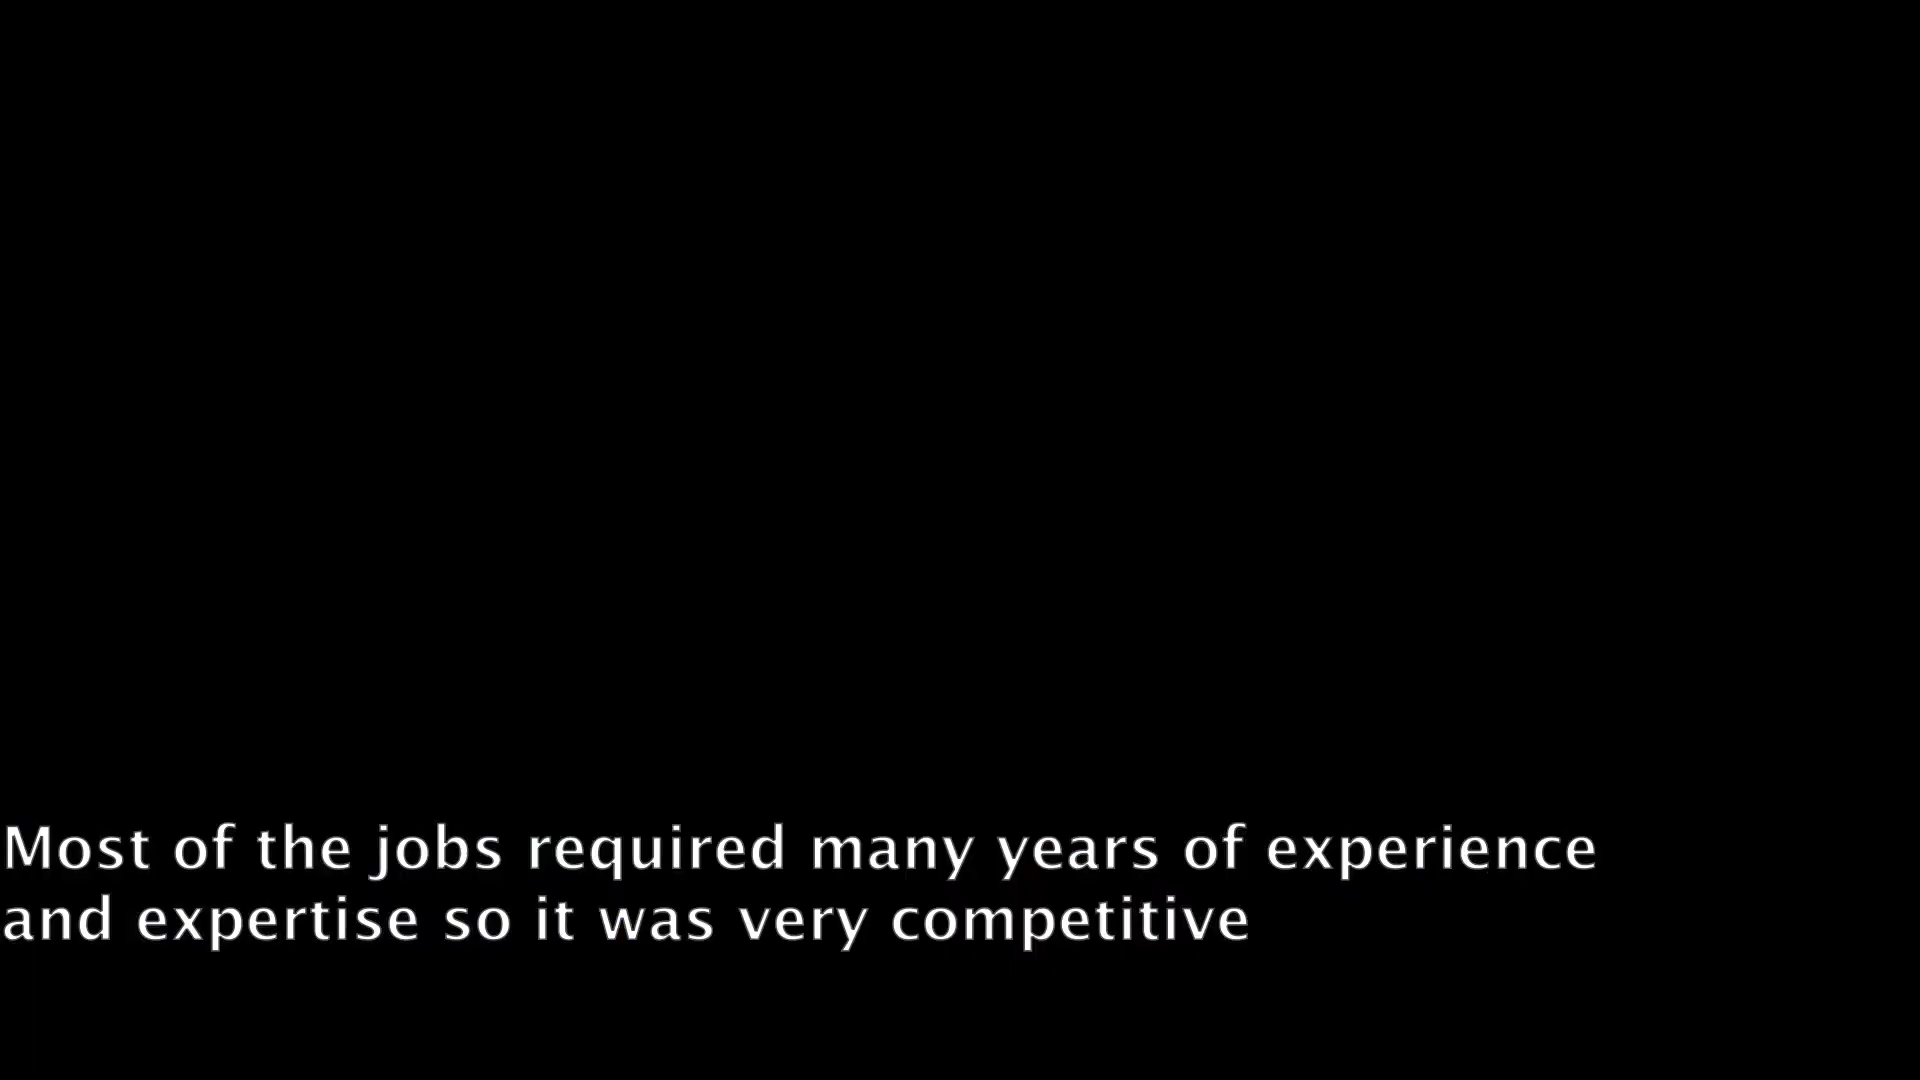 Most of the jobs required many years of experience
and expertise so it was very competitive